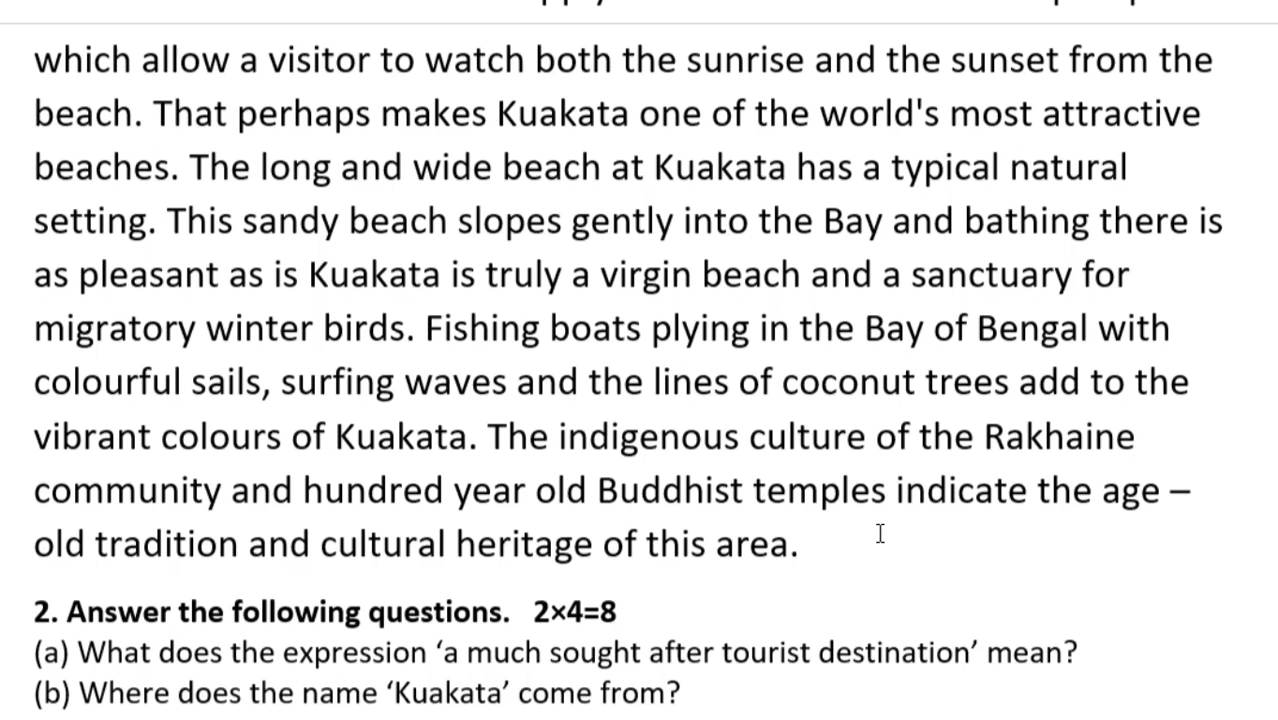 which allow a visitor to watch both the sunrise and the sunset from the
beach. That perhaps makes Kuakata one of the world's most attractive
beaches. The long and wide beach at Kuakata has a typical natural
setting. This sandy beach slopes gently into the Bay and bathing there is
as pleasant as is Kuakata is truly a virgin beach and a sanctuary for
migratory winter birds. Fishing boats plying in the Bay of Bengal with
colourful sails, surfing waves and the lines of coconut trees add to the
vibrant colours of Kuakata. The indigenous culture of the Rakhaine
community and hundred year old Buddhist temples indicate the age –
old tradition and cultural heritage of this area.
2. Answer the following questions. 2×4=8
(a) What does the expression ‘a much sought after tourist destination’ mean?
(b) Where does the name ‘Kuakata’ come from?